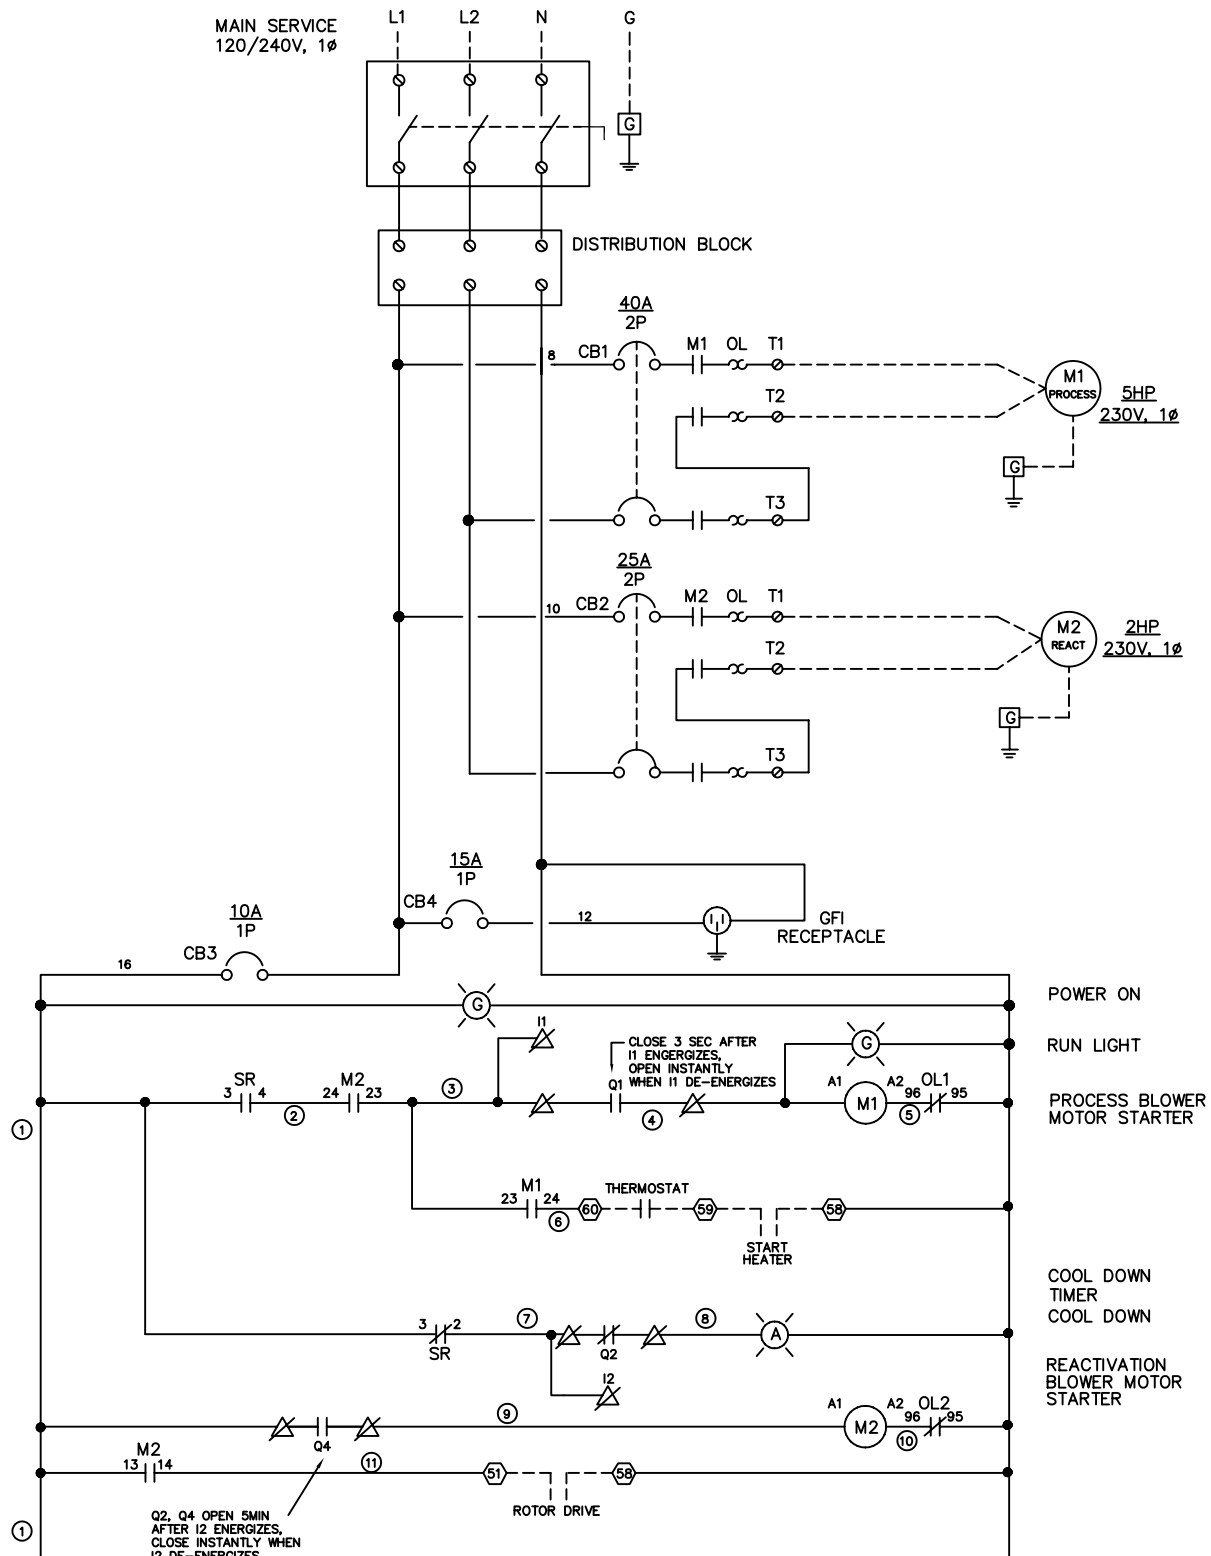 L1 L2 N G
MAIN SERVICE
120/240V, 1ø
G
DISTRIBUTION BLOCK
40A
2P
8 CB1 M1 OL T1
M1
PROCESS
5HP
230V, 1ø
T2
G
T3
25A
2P
10 CB2 M2 OL T1
M2
REACT
2HP
230V, 1ø
T2
G
T3
15A
1P
CB4 12
GFI
RECEPTACLE
10A
1P
CB3
16
G
POWER ON
I1
CLOSE 3 SEC AFTER
I1 ENGERGIZES,
OPEN INSTANTLY
WHEN I1 DE-ENERGIZES
G
RUN LIGHT
SR M2 3 Q1 A1 A2 OL1
3 4 24 23 M1 96 95
1 2 4 5
PROCESS BLOWER
MOTOR STARTER
M1 THERMOSTAT
23 24 60 59 58
6
START
HEATER
COOL DOWN
TIMER
COOL DOWN
3 2 7 8 A
SR Q2
I2
REACTIVATION
BLOWER MOTOR
STARTER
9 A1 A2 OL2
M2 96 95
Q4 10
M2
13 14 11 51 58
ROTOR DRIVE
Q2, Q4 OPEN 5MIN
AFTER I2 ENERGIZES,
CLOSE INSTANTLY WHEN
I2 DE-ENERGIZES
1